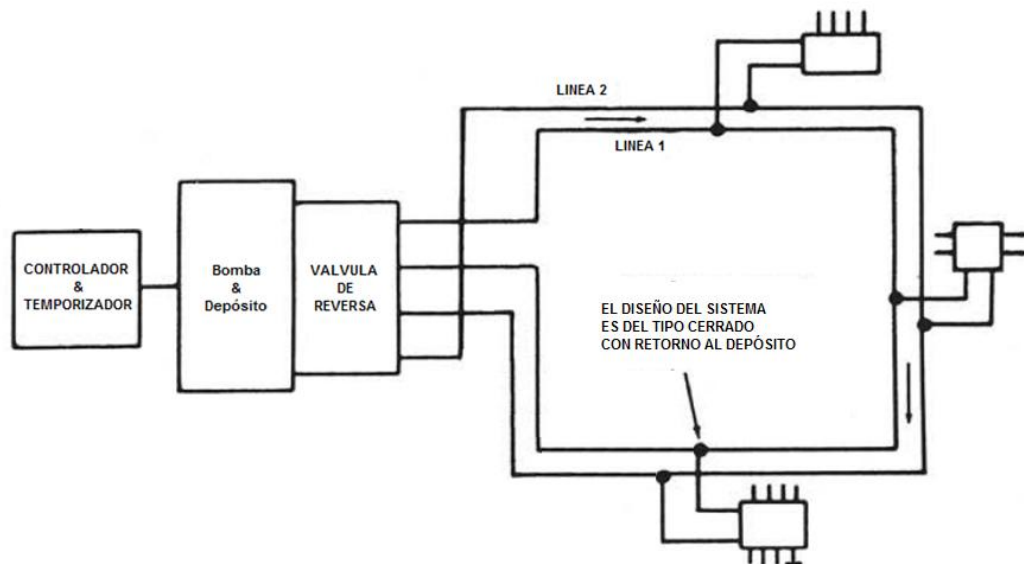 LINEA 2
LINEA 1
CONTROLADOR
&
TEMPORIZADOR
Bomba
&
Depósito
VALVULA
DE
REVERSA
EL DISEÑO DEL SISTEMA
ES DEL TIPO CERRADO
CON RETORNO AL DEPÓSITO